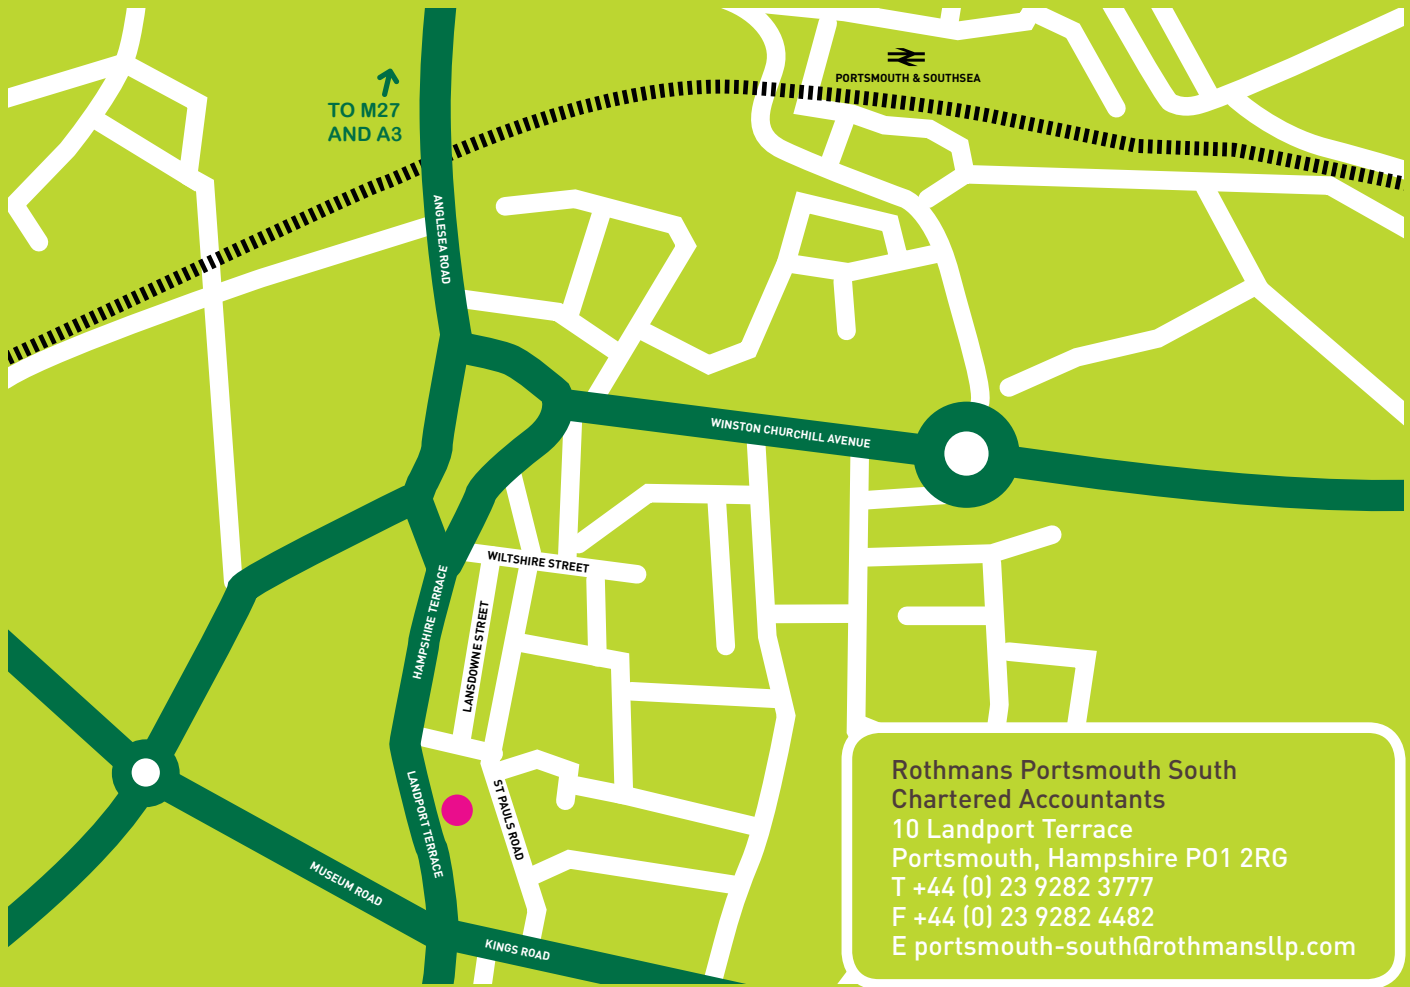 PORTSMOUTH & SOUTHSEA
TO M27
AND A3
ANGLESEA ROAD
WINSTON CHURCHILL AVENUE
WILTSHIRE STREET
HAMPSHIRE TERRACE
LANSDOWNE STREET
LANDPORT TERRACE
ST PAULS ROAD
MUSEUM ROAD
KINGS ROAD
Rothmans Portsmouth South
Chartered Accountants
10 Landport Terrace
Portsmouth, Hampshire PO1 2RG
T +44 (0) 23 9282 3777
F +44 (0) 23 9282 4482
E portsmouth-south@rothmansllp.com